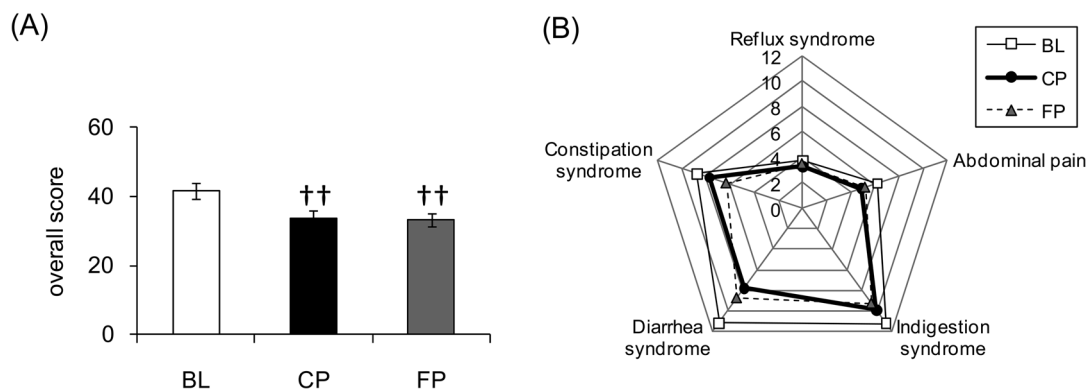 (A)
overall score
60
40
20
0
††
††
BL
CP
FP
(B)
Reflux syndrome
12
10
8
6
4
2
0
Abdominal pain
Indigestion
syndrome
Diarrhea
syndrome
Constipation
syndrome
BL
CP
FP